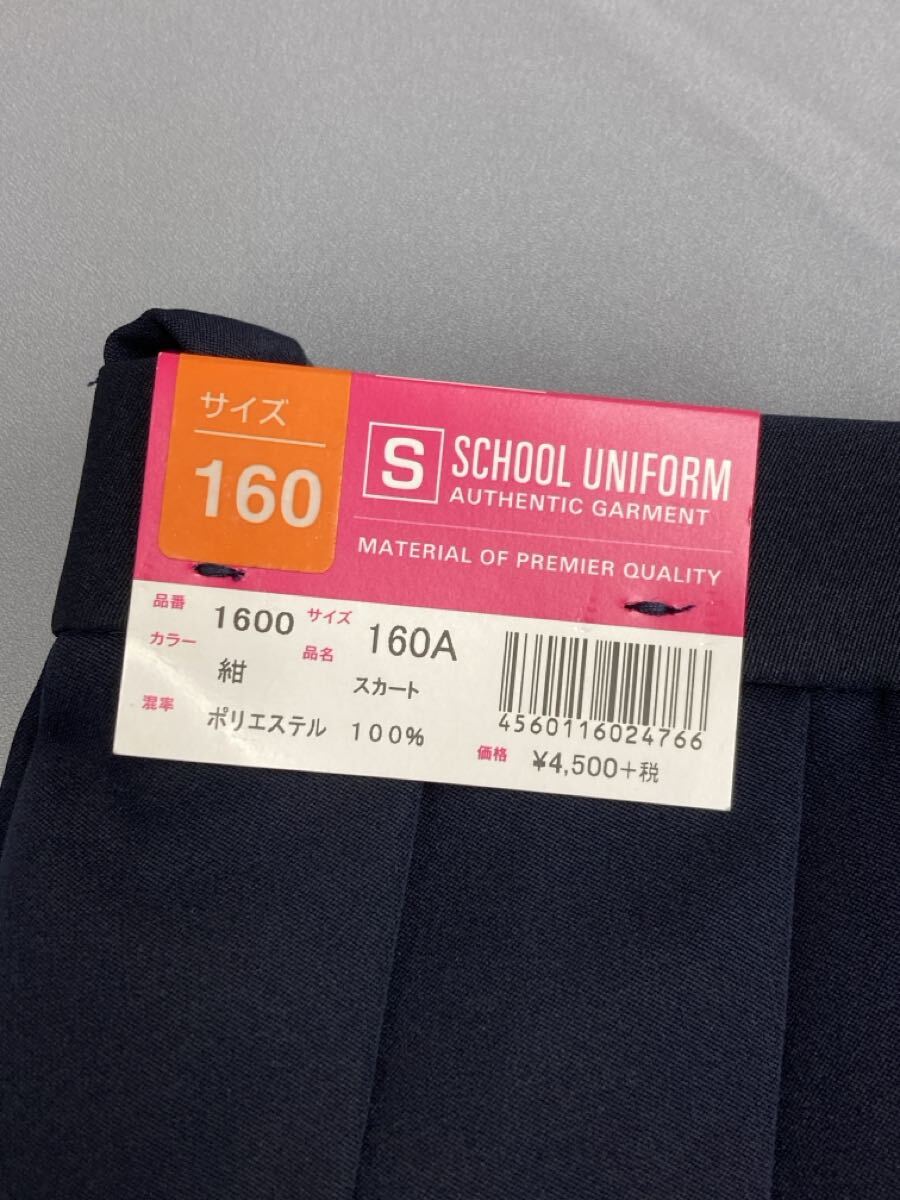 サイズ
160
S SCHOOL UNIFORM
AUTHENTIC GARMENT
MATERIAL OF PREMIER QUALITY
品番 1600 サイズ 160A
カラー 紺 品名 スカート
混率 ポリエステル 100%
4560116024766
価格 ¥4,500+税